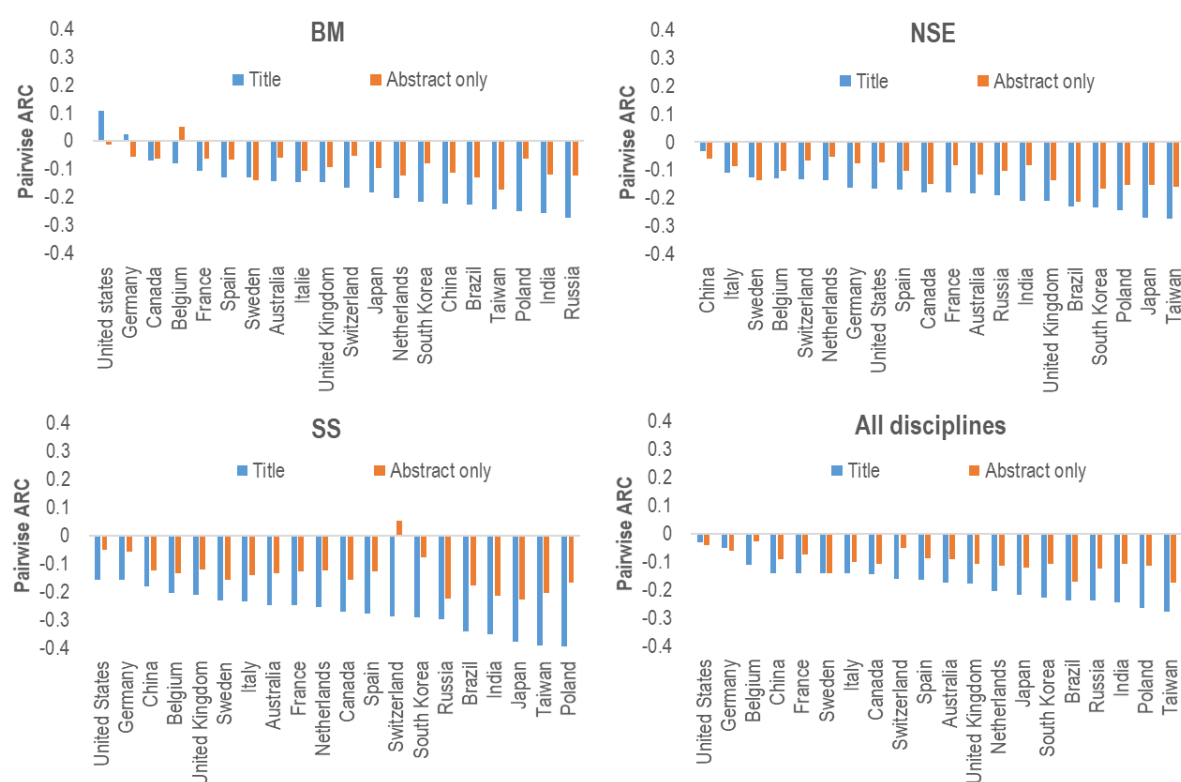 BM
Title
Abstract only
Pairwise ARC
0.4
0.3
0.2
0.1
0
-0.1
-0.2
-0.3
-0.4
United states
Germany
Canada
Belgium
France
Spain
Sweden
Australia
Italie
United Kingdom
Switzerland
Japan
Netherlands
South Korea
China
Brazil
Taiwan
Poland
India
Russia
NSE
Title
Abstract only
Pairwise ARC
0.4
0.3
0.2
0.1
0
-0.1
-0.2
-0.3
-0.4
China
Italy
Sweden
Belgium
Switzerland
Netherlands
Germany
United States
Spain
Canada
France
Australia
Russia
India
United Kingdom
Brazil
South Korea
Poland
Japan
Taiwan
SS
Title
Abstract only
Pairwise ARC
0.4
0.3
0.2
0.1
0
-0.1
-0.2
-0.3
-0.4
United States
Germany
China
Belgium
United Kingdom
Sweden
Italy
Australia
France
Netherlands
Canada
Spain
Switzerland
South Korea
Russia
Brazil
India
Japan
Taiwan
Poland
All disciplines
Title
Abstract only
Pairwise ARC
0.4
0.3
0.2
0.1
0
-0.1
-0.2
-0.3
-0.4
United States
Germany
Belgium
China
France
Sweden
Italy
Canada
Switzerland
Spain
Australia
United Kingdom
Netherlands
Japan
South Korea
Brazil
Russia
India
Poland
Taiwan